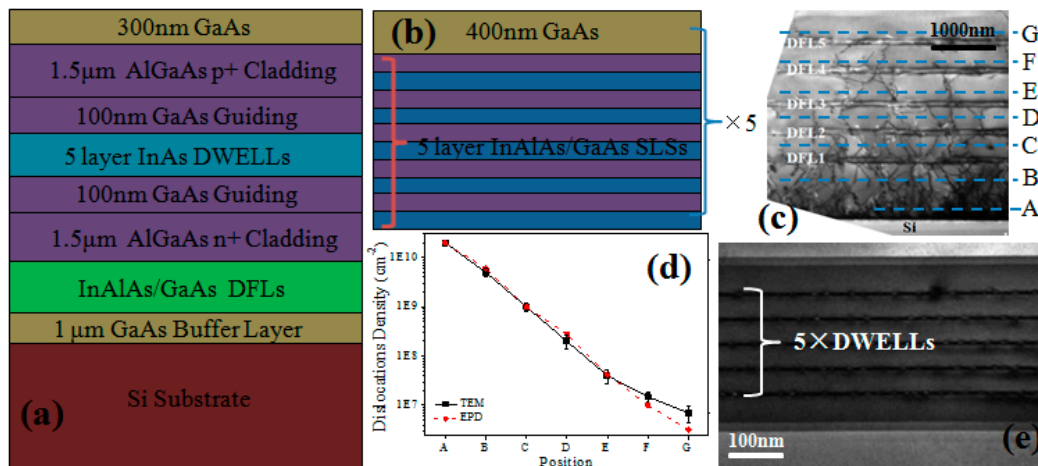 300nm GaAs
1.5µm AlGaAs p+ Cladding
100nm GaAs Guiding
5 layer InAs DWELLs
100nm GaAs Guiding
1.5µm AlGaAs n+ Cladding
InAlAs/GaAs DFLs
1 µm GaAs Buffer Layer
Si Substrate
(a)
(b)
400nm GaAs
5 layer InAlAs/GaAs SLSs
×5
1000nm
DFL5
DFL4
DFL3
DFL2
DFL1
G
F
E
D
C
B
A
Si
(c)
(d)
Dislocations Density (cm-2)
1E10
1E9
1E8
1E7
TEM
EPD
A B C D E F G
Position
5×DWELLs
100nm
(e)